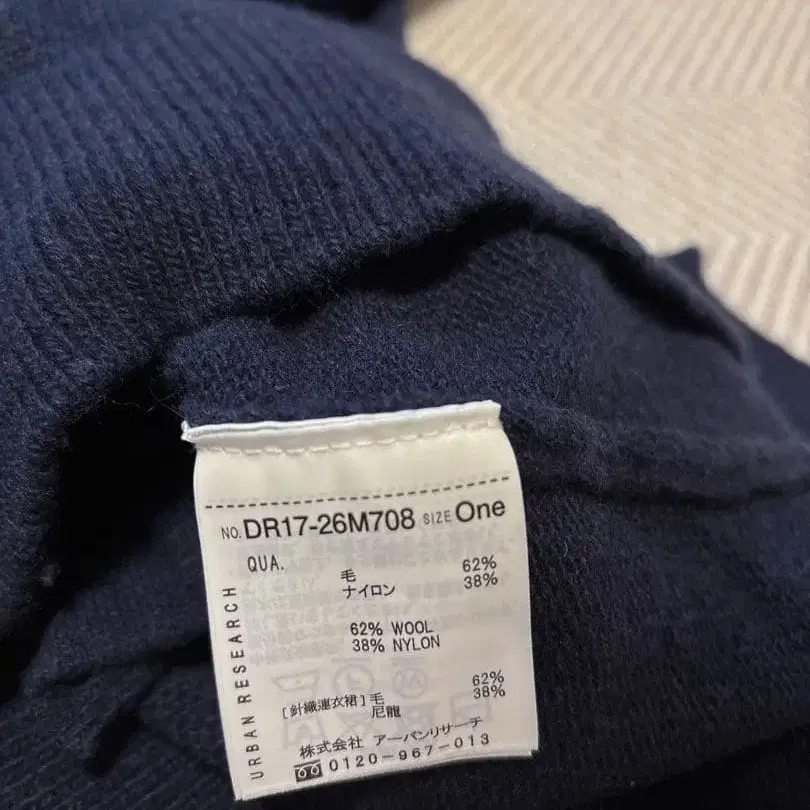 NO. DR17-26M708 SIZE One
QUA.
毛 62%
ナイロン 38%
62% WOOL
38% NYLON
[針織連衣裙] 毛 62%
尼龍 38%
株式会社 アーバンリサーチ
0120-967-013
URBAN RESEARCH